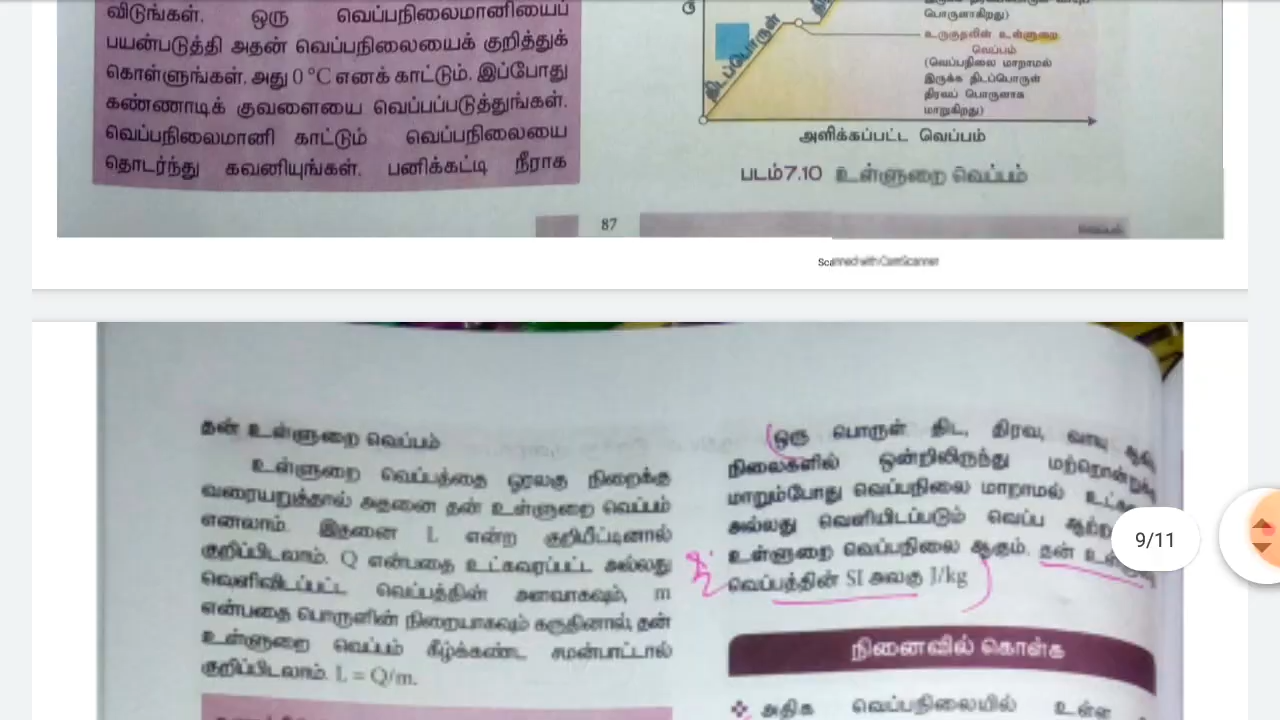 விடுங்கள். ஒரு வெப்பநிலைமானியைப்
பயன்படுத்தி அதன் வெப்பநிலையைக் குறித்துக்
கொள்ளுங்கள். அது 0 °C எனக் காட்டும். இப்போது
கண்ணாடிக் குவளையை வெப்பப்படுத்துங்கள்.
வெப்பநிலைமானி காட்டும் வெப்பநிலையை
தொடர்ந்து கவனியுங்கள். பனிக்கட்டி நீராக
பொருளாகிறது)
உருகுதலின் உள்ளுறை
வெப்பம்
(வெப்பநிலை மாறாமல்
இருக்க திடப்பொருள்
திரவப் பொருளாக
மாறுகிறது)
திடப்பொருள்
அளிக்கப்பட்ட வெப்பம்
படம்7.10 உள்ளுறை வெப்பம்
87
வெப்பம்
Scanned with CamScanner
தன் உள்ளுறை வெப்பம்
உள்ளுறை வெப்பத்தை ஓரலகு நிறைக்கு
வரையறுத்தால் அதனை தன் உள்ளுறை வெப்பம்
எனலாம். இதனை L என்ற குறியீட்டினால்
குறிப்பிடலாம். Q என்பதை உட்கவரப்பட்ட அல்லது
வெளிவிடப்பட்ட வெப்பத்தின் அளவாகவும், m
என்பதை பொருளின் நிறையாகவும் கருதினால், தன்
உள்ளுறை வெப்பம் கீழ்க்கண்ட சமன்பாட்டால்
குறிப்பிடலாம். L = Q/m.
ஒரு பொருள் திட, திரவ, வாயு ஆகிய
நிலைகளில் ஒன்றிலிருந்து மற்றொன்றுக்கு
மாறும்போது வெப்பநிலை மாறாமல்
அல்லது வெளியிடப்படும் வெப்ப
உள்ளுறை வெப்பநிலை ஆகும். தன்
வெப்பத்தின் SI அலகு J/kg
9/11
நினைவில் கொள்க
❖ அதிக வெப்பநிலையில் உள்ள